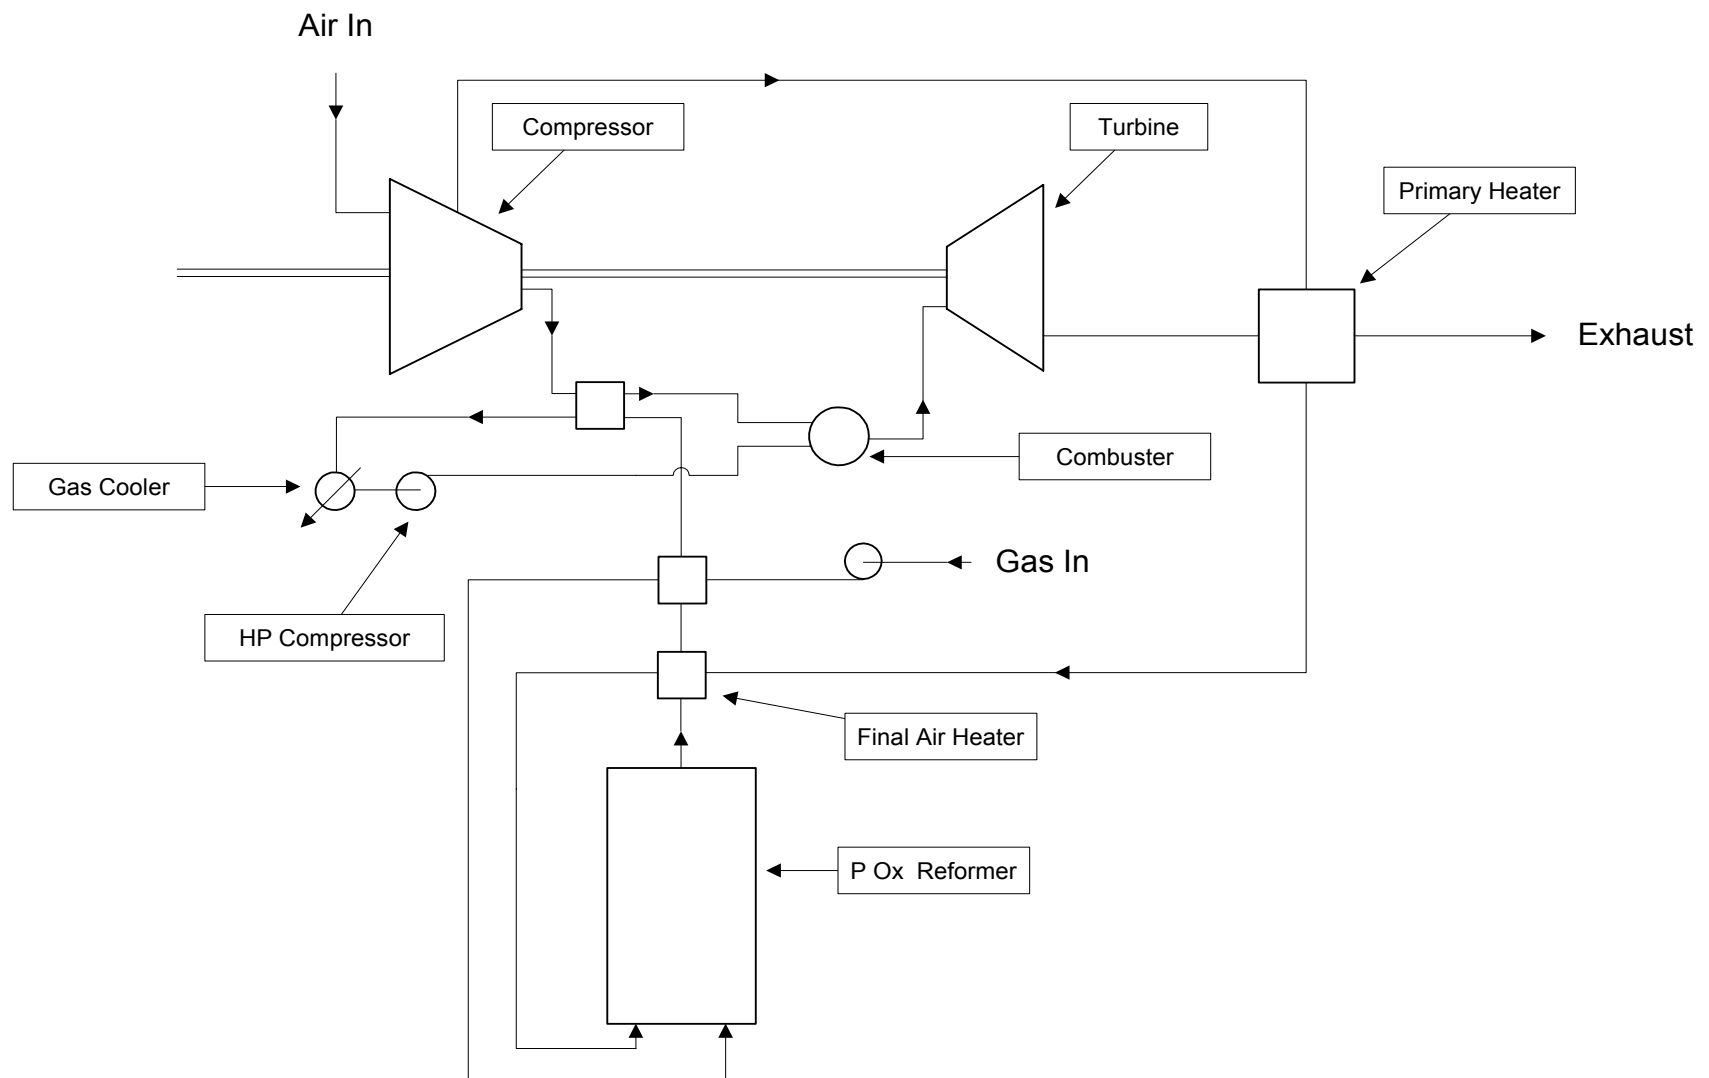 Air In
Compressor
Turbine
Primary Heater
Exhaust
Combuster
Gas Cooler
Gas In
HP Compressor
Final Air Heater
P Ox  Reformer